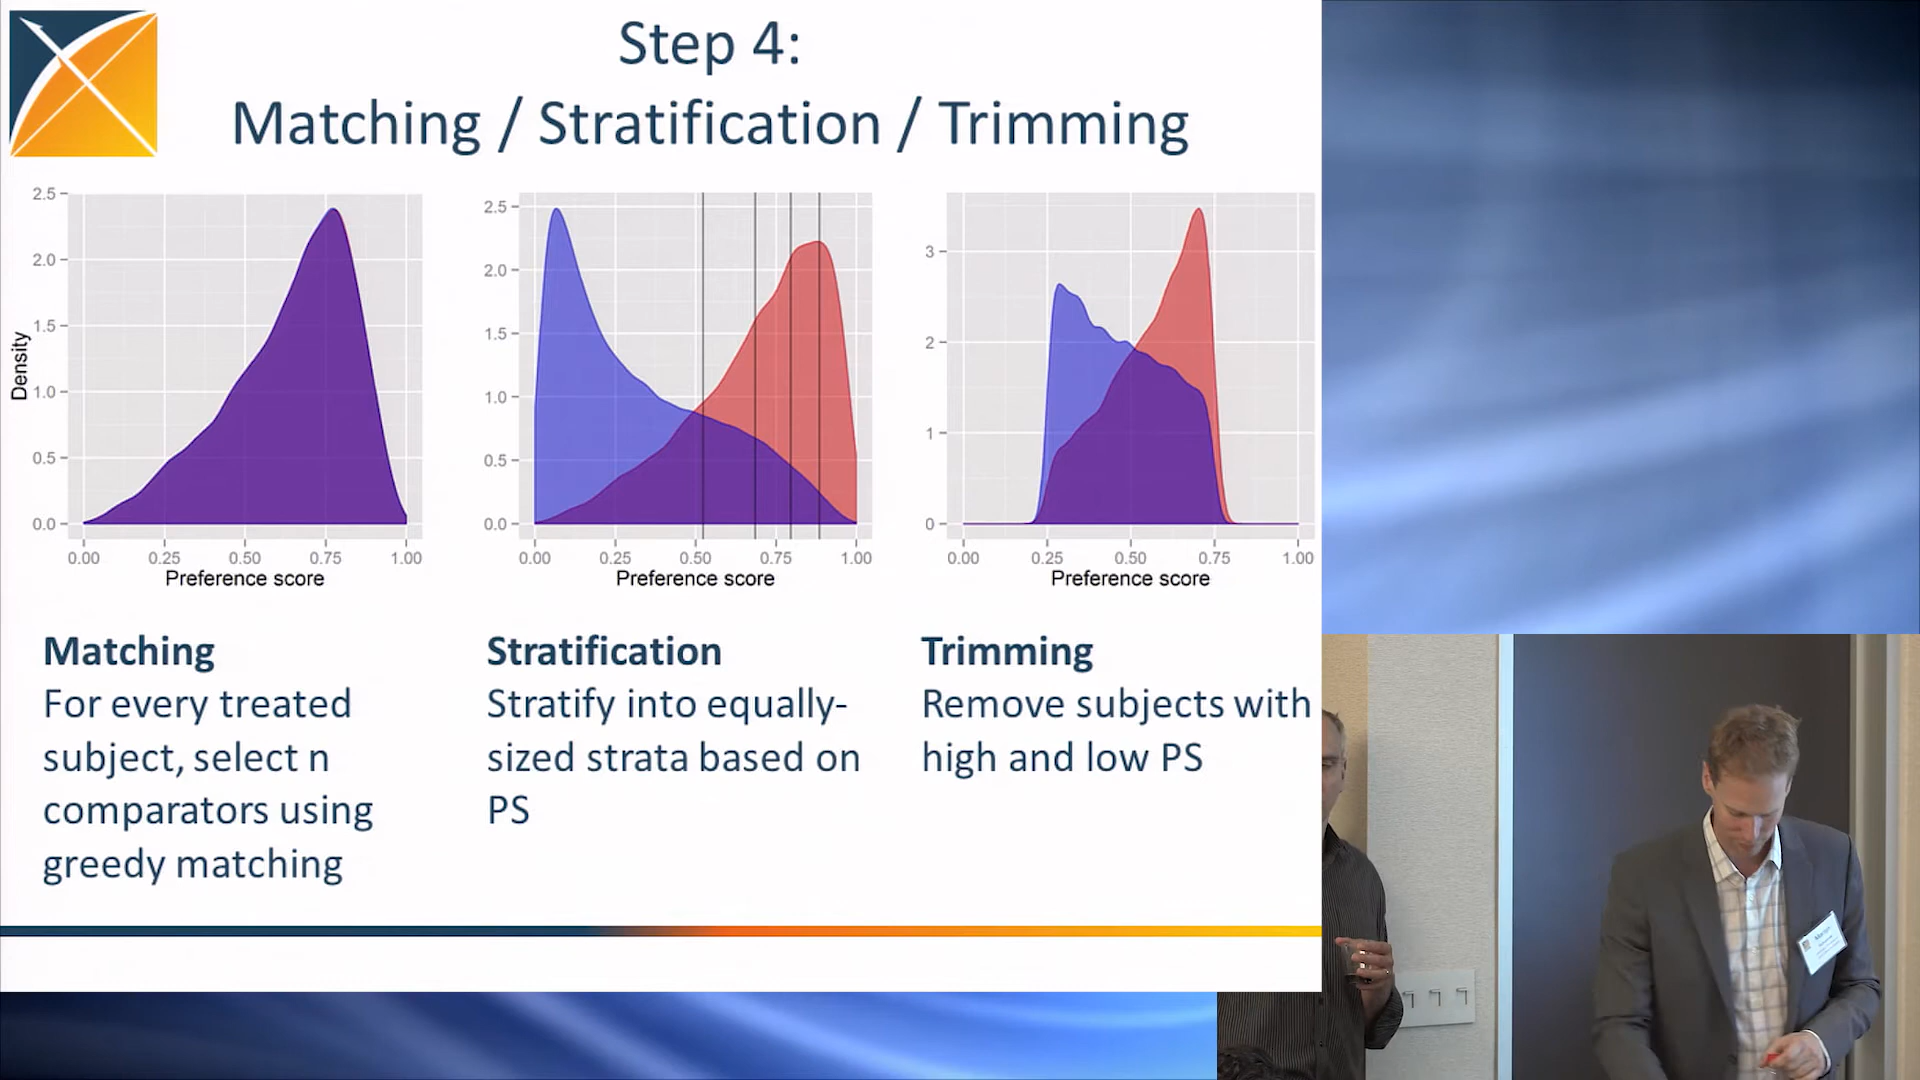 Step 4:
Matching / Stratification / Trimming
2.5
2.0
1.5
1.0
0.5
0.0
Density
0.00 0.25 0.50 0.75 1.00
Preference score
2.5
2.0
1.5
1.0
0.5
0.0
0.00 0.25 0.50 0.75 1.00
Preference score
3
2
1
0
0.00 0.25 0.50 0.75 1.00
Preference score
Matching
For every treated
subject, select n
comparators using
greedy matching
Stratification
Stratify into equally-
sized strata based on
PS
Trimming
Remove subjects with
high and low PS